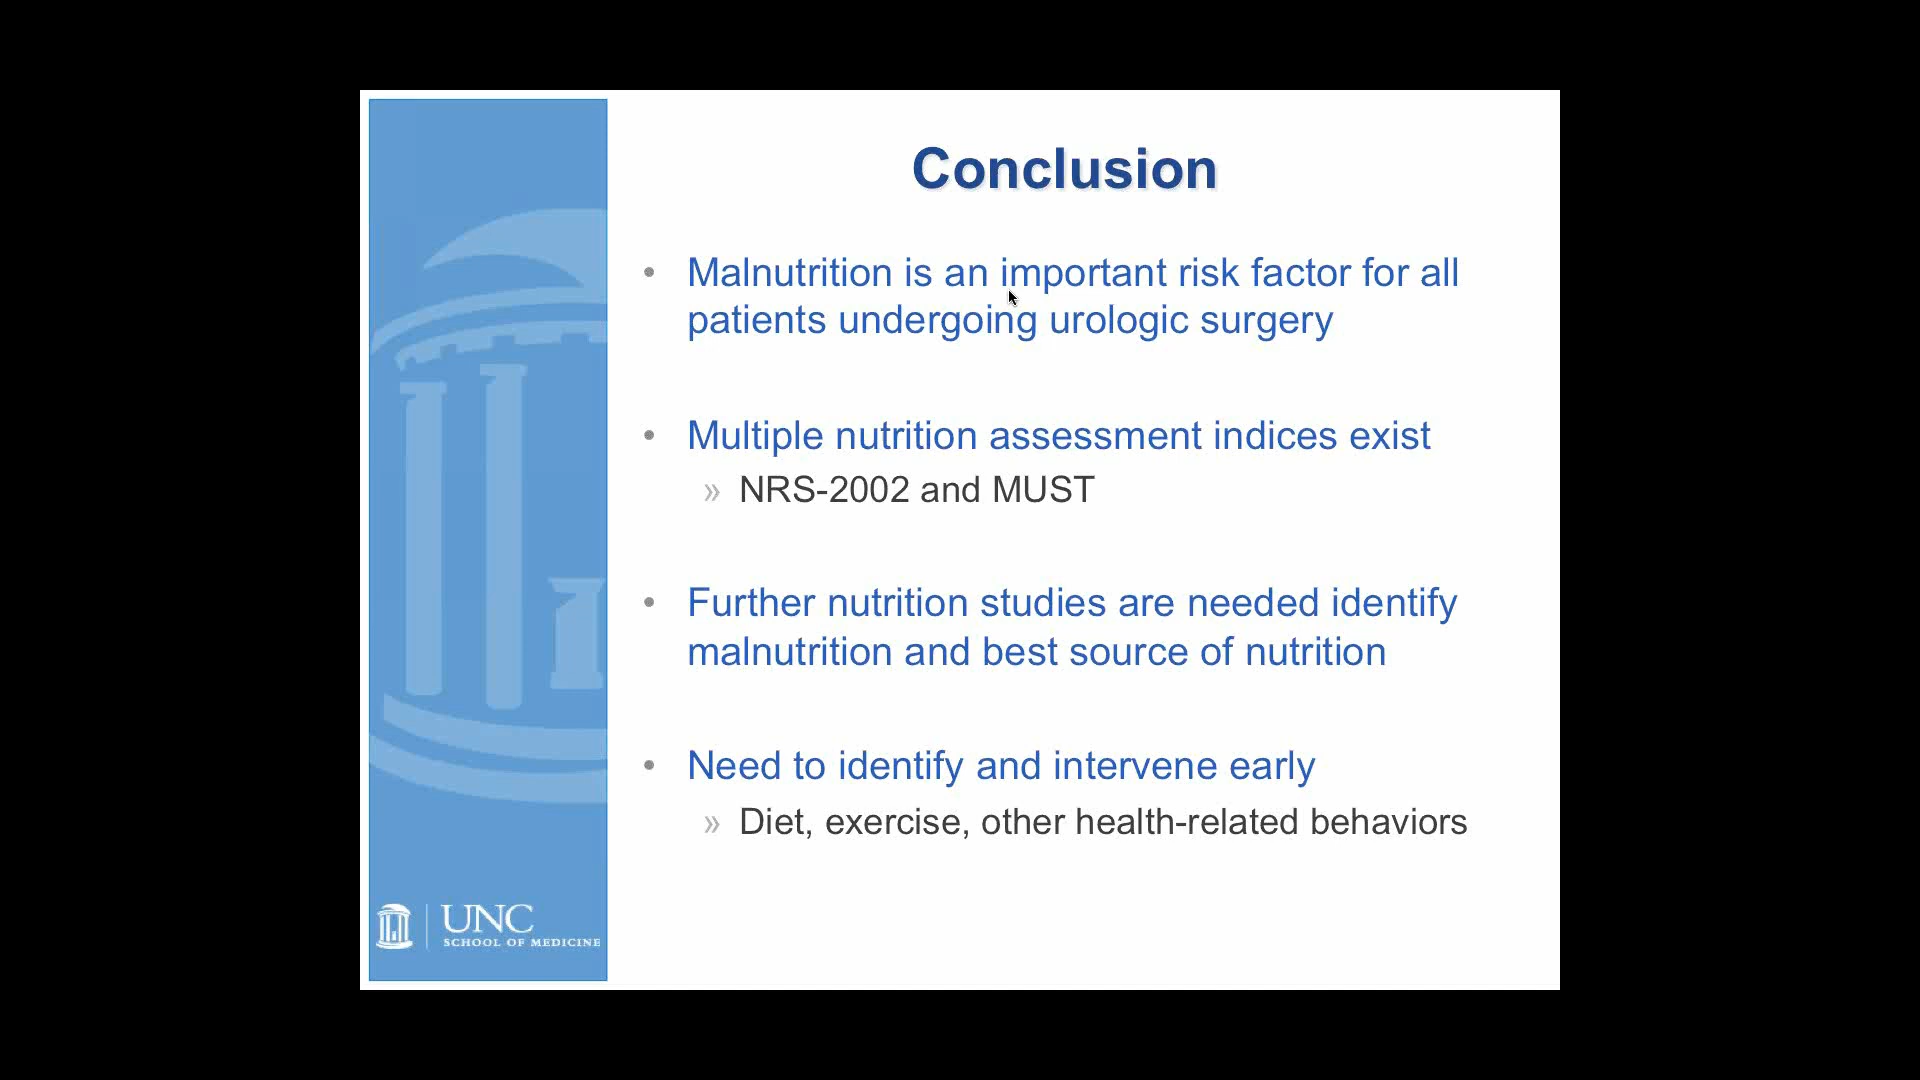 Conclusion
• Malnutrition is an important risk factor for all
patients undergoing urologic surgery
• Multiple nutrition assessment indices exist
» NRS-2002 and MUST
• Further nutrition studies are needed identify
malnutrition and best source of nutrition
• Need to identify and intervene early
» Diet, exercise, other health-related behaviors
UNC
SCHOOL OF MEDICINE